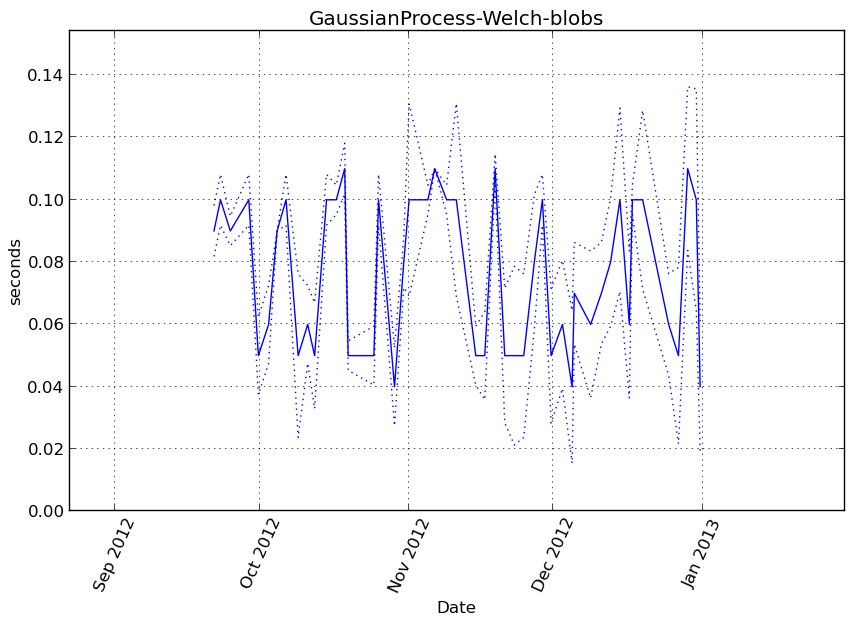 GaussianProcess-Welch-blobs
0.14
0.12
0.10
0.08
0.06
0.04
0.02
0.00
seconds
Sep 2012
Oct 2012
Nov 2012
Dec 2012
Jan 2013
Date